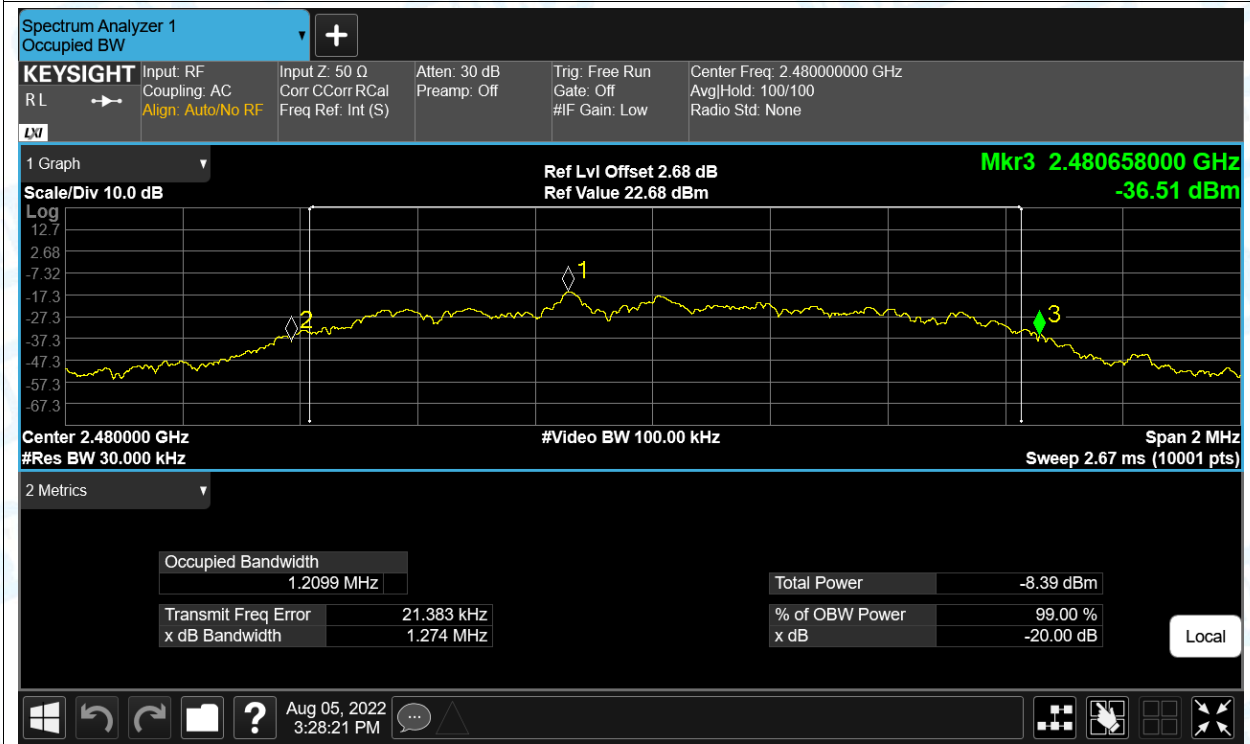 Spectrum Analyzer 1
Occupied BW
KEYSIGHT
R L
LXI
Input: RF
Coupling: AC
Align: Auto/No RF
Input Z: 50 Ω
Corr CCorr RCal
Freq Ref: Int (S)
Atten: 30 dB
Preamp: Off
Trig: Free Run
Gate: Off
#IF Gain: Low
Center Freq: 2.480000000 GHz
Avg|Hold: 100/100
Radio Std: None
1 Graph
Scale/Div 10.0 dB
Ref Lvl Offset 2.68 dB
Ref Value 22.68 dBm
Mkr3 2.480658000 GHz
-36.51 dBm
Log
12.7
2.68
-7.32
-17.3
-27.3
-37.3
-47.3
-57.3
-67.3
1
2
3
Center 2.480000 GHz
#Video BW 100.00 kHz
Span 2 MHz
#Res BW 30.000 kHz
Sweep 2.67 ms (10001 pts)
2 Metrics
Occupied Bandwidth
1.2099 MHz
Transmit Freq Error 21.383 kHz
x dB Bandwidth 1.274 MHz
Total Power -8.39 dBm
% of OBW Power 99.00 %
x dB -20.00 dB
Local
?
Aug 05, 2022
3:28:21 PM